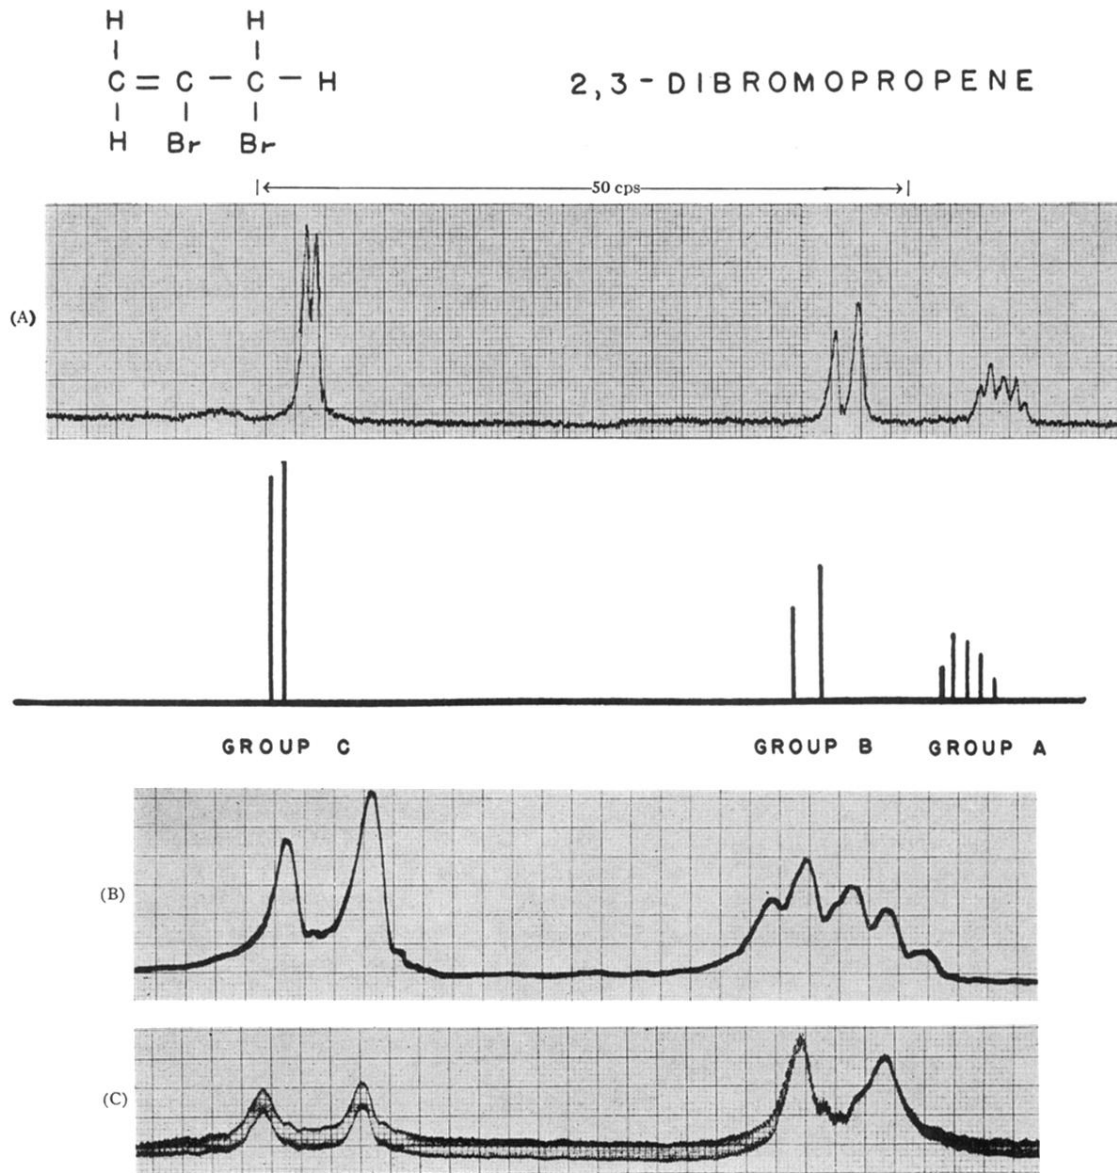 H H
C = C - C - H
H Br Br
2,3-DIBROMOPROPENE
50 cps
(A)
GROUP C GROUP B GROUP A
(B)
(C)